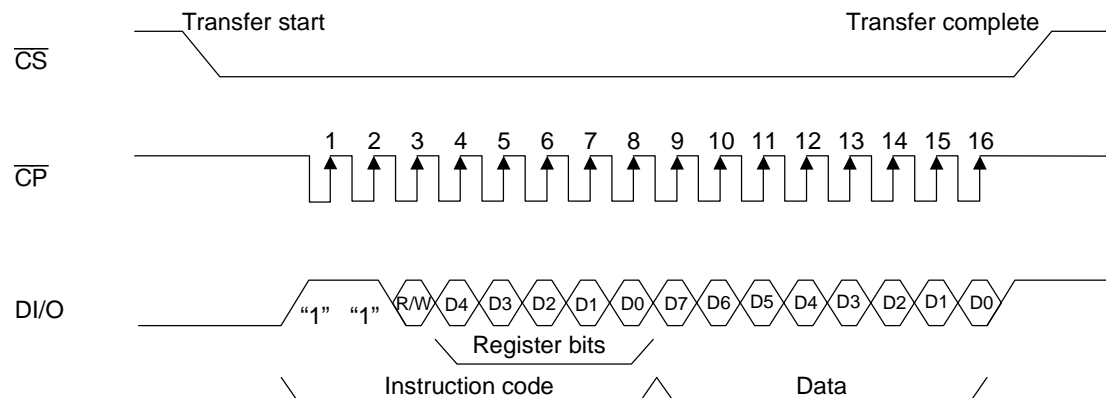 Transfer start Transfer complete
CS
1 2 3 4 5 6 7 8 9 10 11 12 13 14 15 16
CP
DI/O “1” “1” R/W D4 D3 D2 D1 D0 D7 D6 D5 D4 D3 D2 D1 D0
Register bits
Instruction code Data